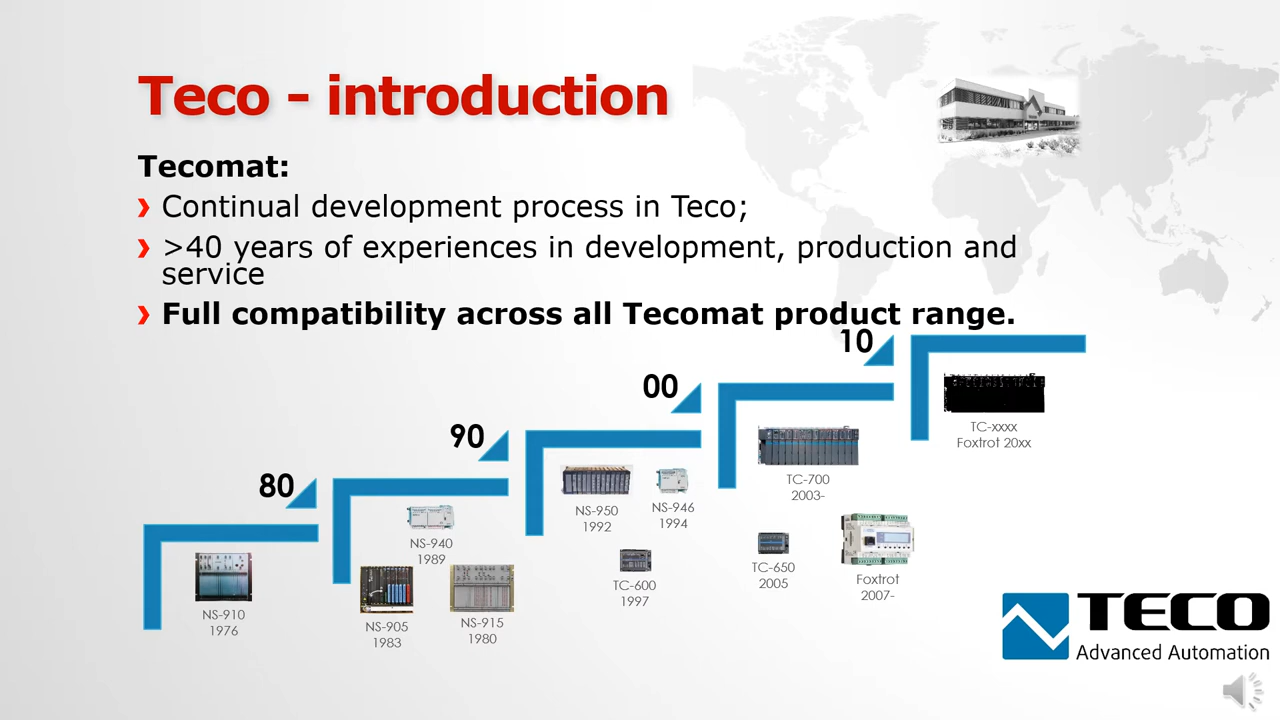 Teco - introduction
Tecomat:
Continual development process in Teco;
>40 years of experiences in development, production and
service
Full compatibility across all Tecomat product range.
10
00
90
80
TC-xxxx
Foxtrot 20xx
TC-700
2003-
NS-950
1992
NS-946
1994
NS-940
1989
TC-600
1997
TC-650
2005
Foxtrot
2007-
NS-910
1976
NS-905
1983
NS-915
1980
TECO
Advanced Automation